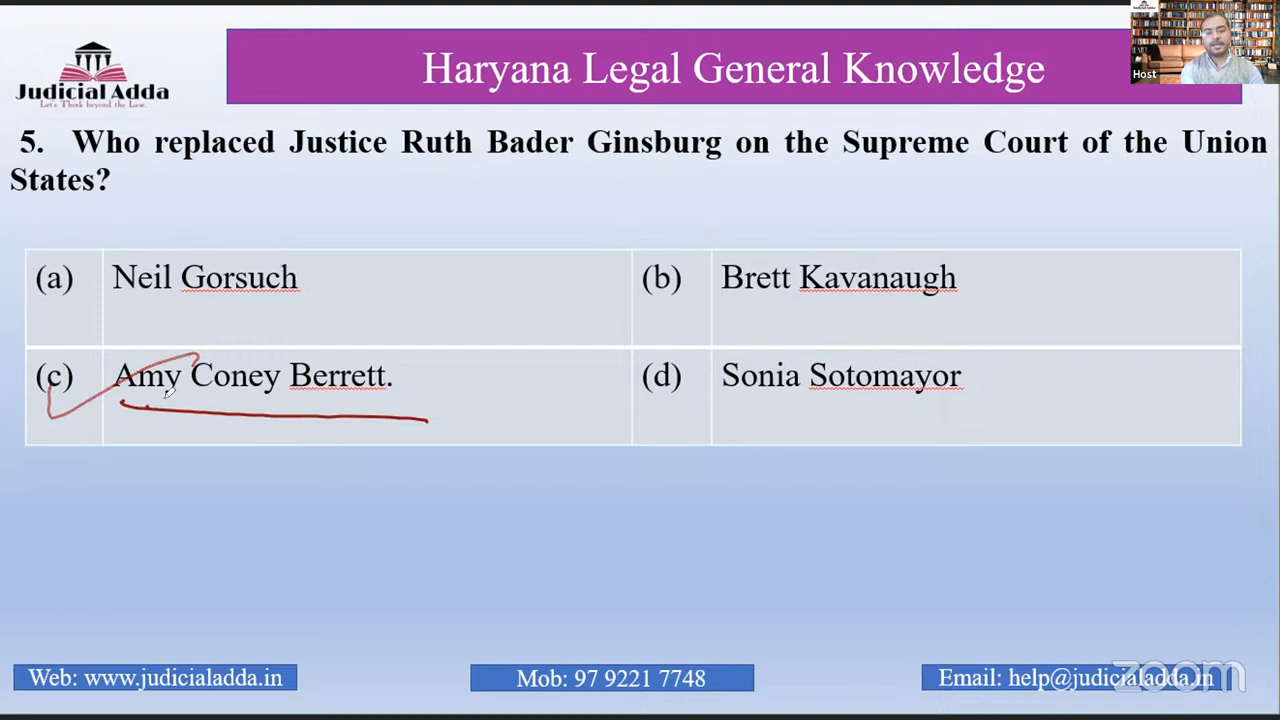 Judicial Adda
Let's Think beyond the Law.
Haryana Legal General Knowledge
Host
5. Who replaced Justice Ruth Bader Ginsburg on the Supreme Court of the Union
States?
(a) Neil Gorsuch (b) Brett Kavanaugh
(c) Amy Coney Berrett. (d) Sonia Sotomayor
Web: www.judicialadda.in Mob: 97 9221 7748 Email: help@judicialadda.in
zoom